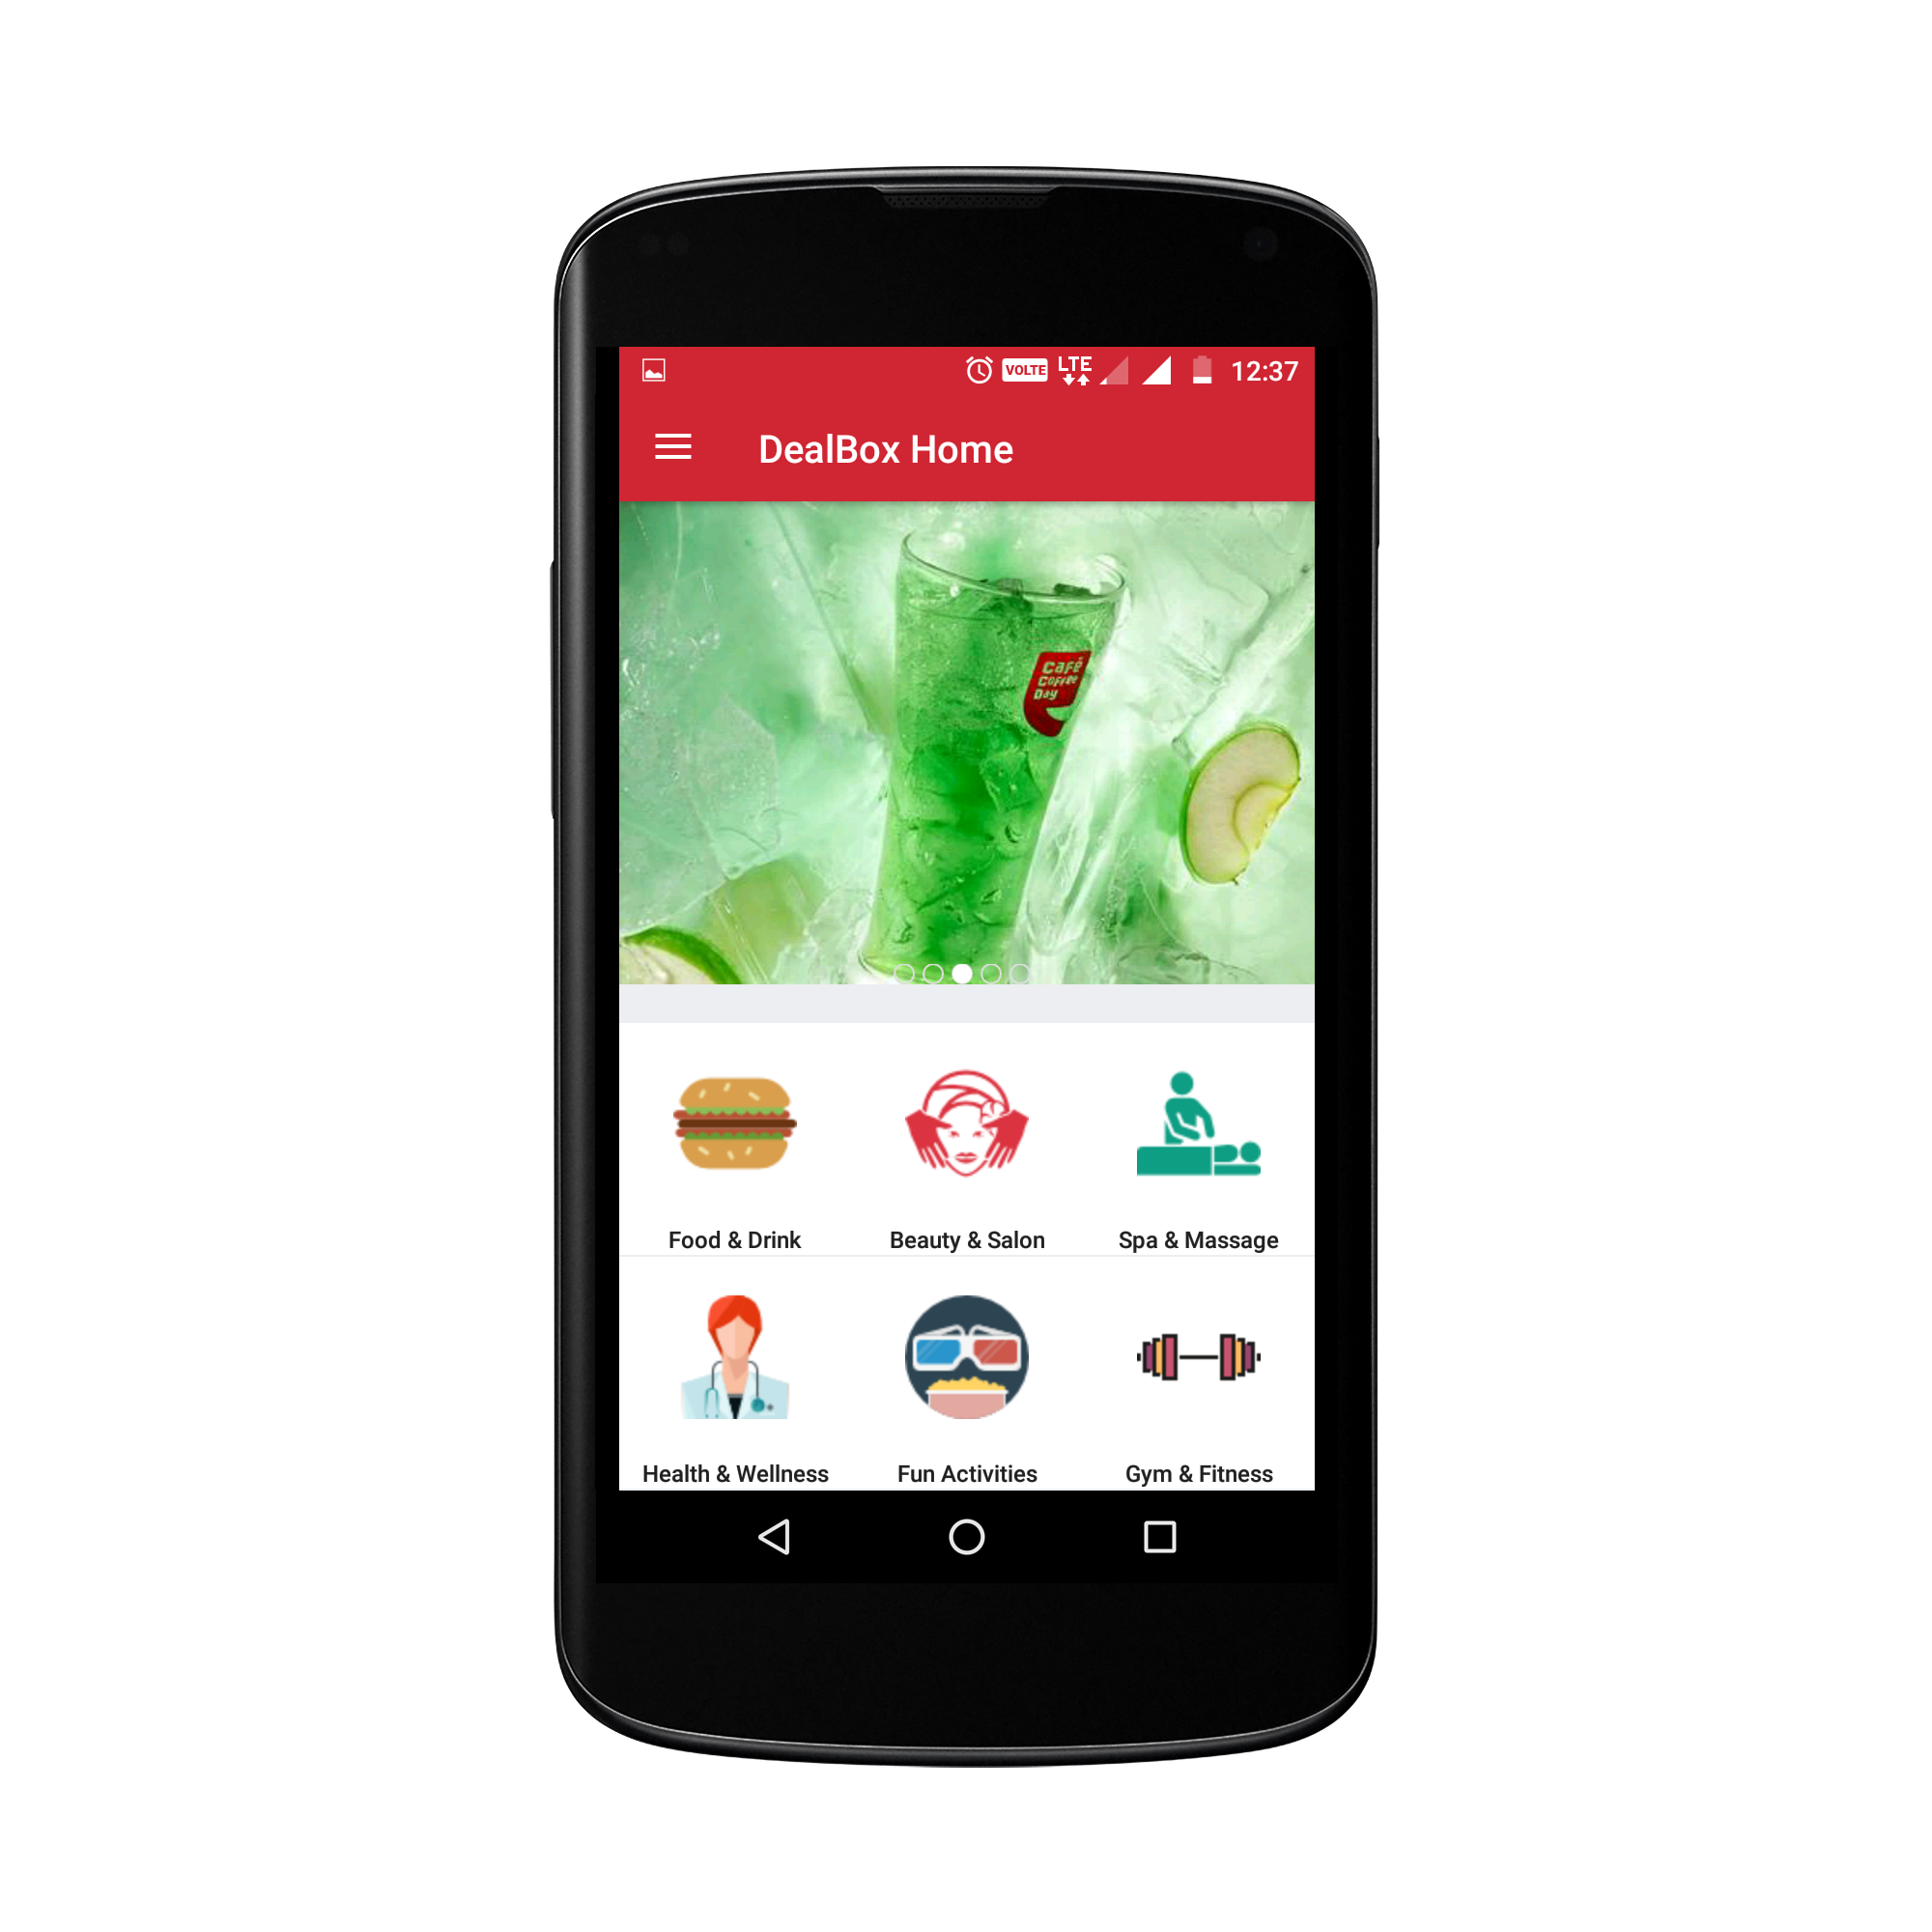 VOLTE LTE 12:37
DealBox Home
Café
Coffee
Day
Food & Drink Beauty & Salon Spa & Massage
Health & Wellness Fun Activities Gym & Fitness